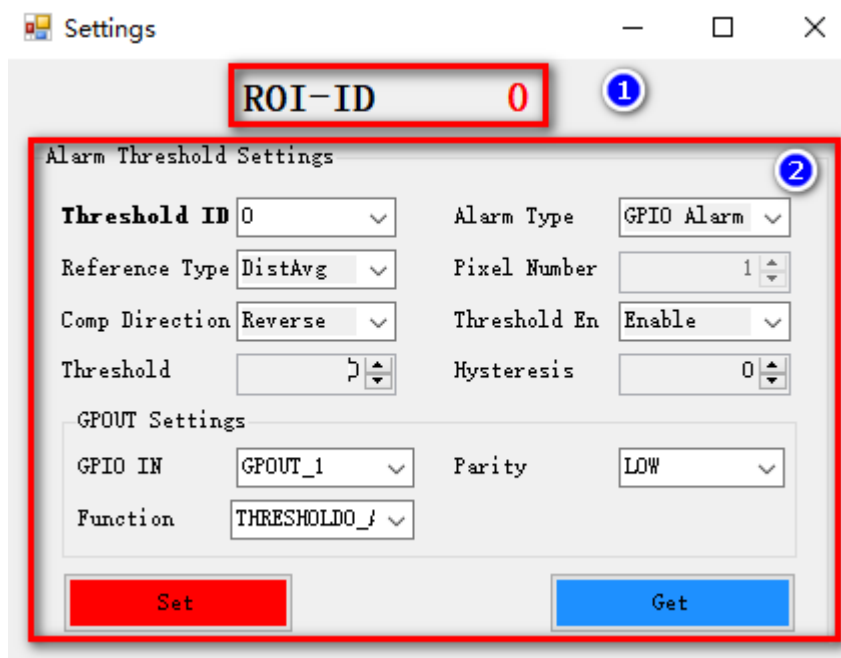 Settings
ROI-ID 0
1
Alarm Threshold Settings
2
Threshold ID 0 Alarm Type GPIO Alarm
Reference Type DistAvg Pixel Number 1
Comp Direction Reverse Threshold En Enable
Threshold Hysteresis 0
GPOUT Settings
GPIO IN GPOUT_1 Parity LOW
Function
Set Get